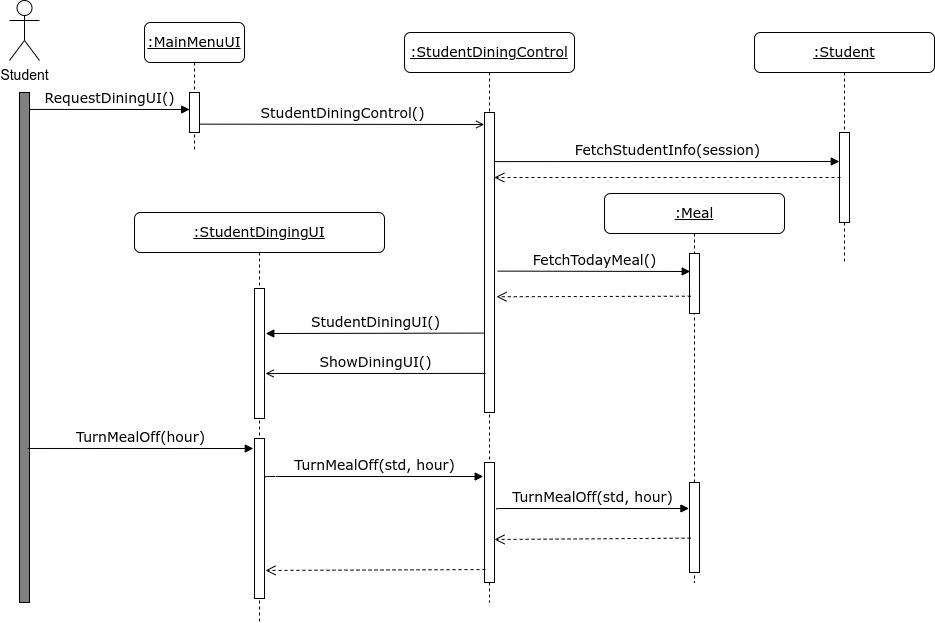 :MainMenuUI
:StudentDiningControl
:Student
Student
RequestDiningUI()
StudentDiningControl()
FetchStudentInfo(session)
:Meal
:StudentDingingUI
FetchTodayMeal()
StudentDiningUI()
ShowDiningUI()
TurnMealOff(hour)
TurnMealOff(std, hour)
TurnMealOff(std, hour)